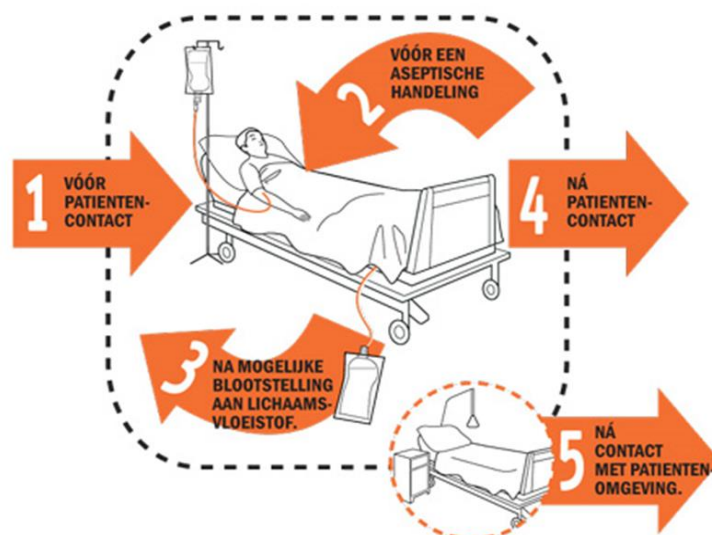 1
VÓÓR
PATIENTEN-
CONTACT
2
VÓÓR EEN
ASEPTISCHE
HANDELING
3
NA MOGELIJKE
BLOOTSTELLING
AAN LICHAAMS-
VLOEISTOF.
4
NÁ
PATIENTEN-
CONTACT
5
NÁ
CONTACT
MET PATIENTEN-
OMGEVING.